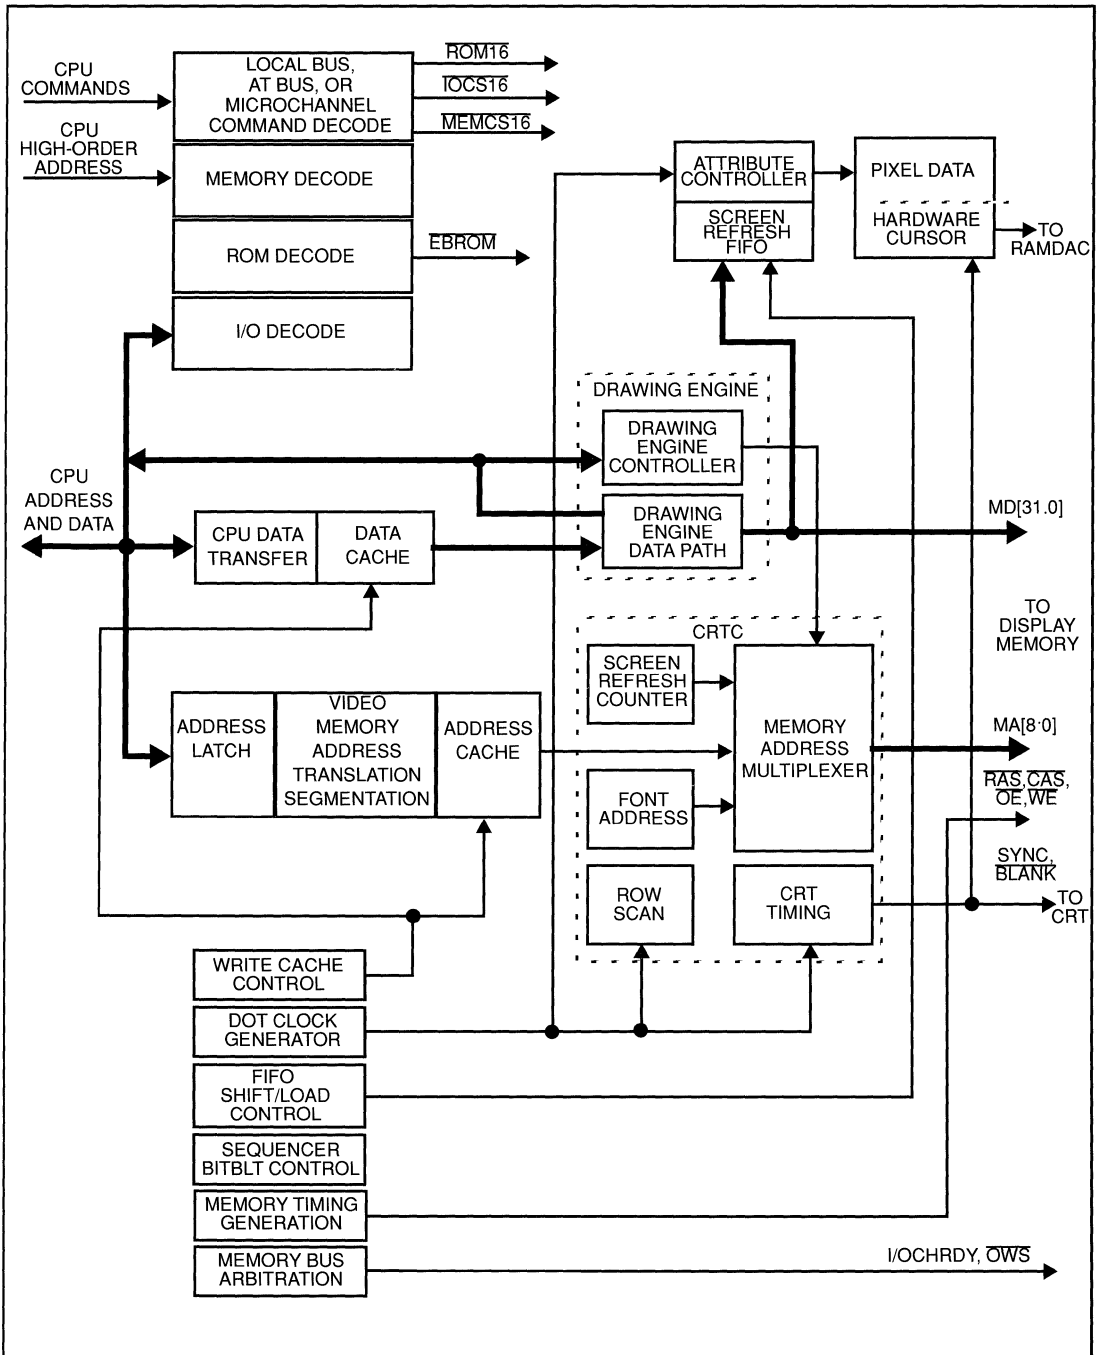 CPU
COMMANDS
CPU
HIGH-ORDER
ADDRESS
LOCAL BUS,
AT BUS, OR
MICROCHANNEL
COMMAND DECODE
ROM16
IOCS16
MEMCS16
MEMORY DECODE
ROM DECODE
EBROM
I/O DECODE
ATTRIBUTE
CONTROLLER
SCREEN
REFRESH
FIFO
PIXEL DATA
HARDWARE
CURSOR
TO
RAMDAC
DRAWING ENGINE
DRAWING
ENGINE
CONTROLLER
DRAWING
ENGINE
DATA PATH
CPU
ADDRESS
AND DATA
CPU DATA
TRANSFER
DATA
CACHE
MD[31.0]
TO
DISPLAY
MEMORY
CRTC
SCREEN
REFRESH
COUNTER
MEMORY
ADDRESS
MULTIPLEXER
FONT
ADDRESS
ROW
SCAN
CRT
TIMING
ADDRESS
LATCH
VIDEO
MEMORY
ADDRESS
TRANSLATION
SEGMENTATION
ADDRESS
CACHE
MA[8·0]
RAS,CAS,
OE,WE
SYNC,
BLANK
TO
CRT
WRITE CACHE
CONTROL
DOT CLOCK
GENERATOR
FIFO
SHIFT/LOAD
CONTROL
SEQUENCER
BITBLT CONTROL
MEMORY TIMING
GENERATION
MEMORY BUS
ARBITRATION
I/OCHRDY, OWS